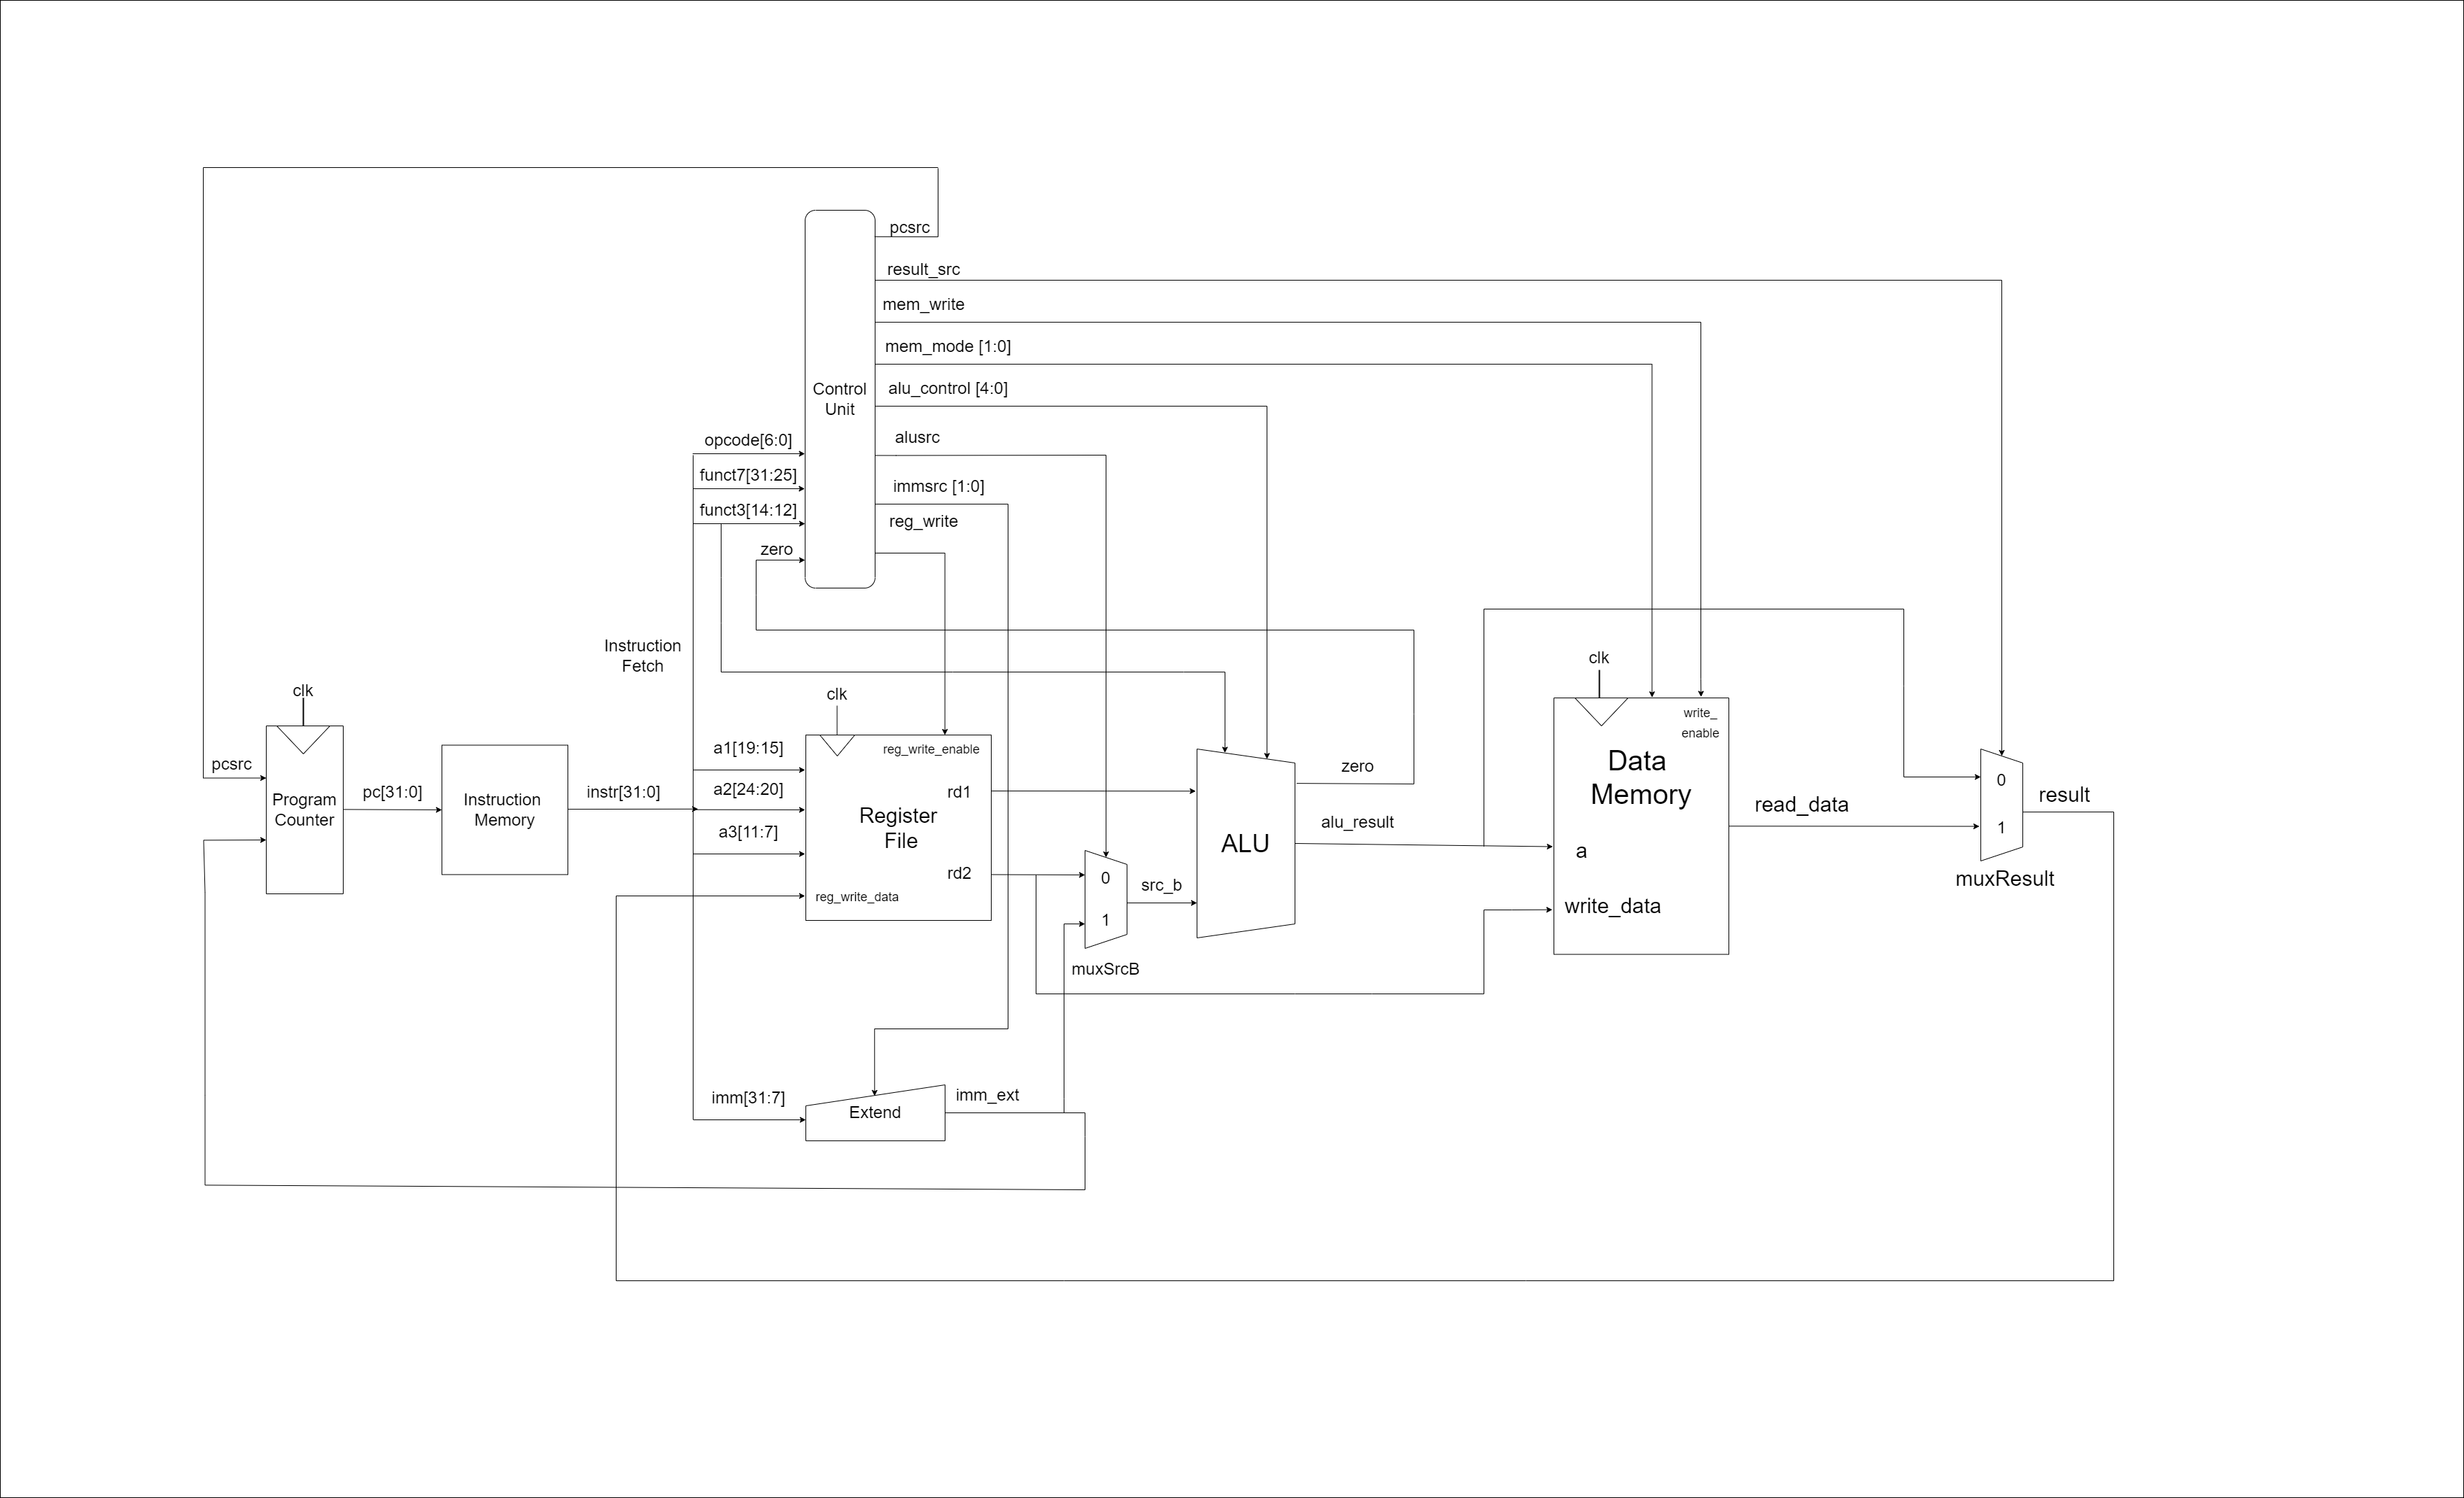 pcsrc
result_src
mem_write
mem_mode [1:0]
alu_control [4:0]
Control
Unit
alusrc
opcode[6:0]
funct7[31:25]
immsrc [1:0]
funct3[14:12]
reg_write
zero
Instruction
Fetch
clk
clk
clk
write_
enable
a1[19:15]
reg_write_enable
pcsrc
zero
Data
Memory
0
pc[31:0]
instr[31:0]
a2[24:20]
rd1
Program
Counter
Instruction
Memory
Register
File
read_data
result
a3[11:7]
alu_result
1
ALU
a
rd2
0
src_b
muxResult
reg_write_data
write_data
1
muxSrcB
imm[31:7]
imm_ext
Extend